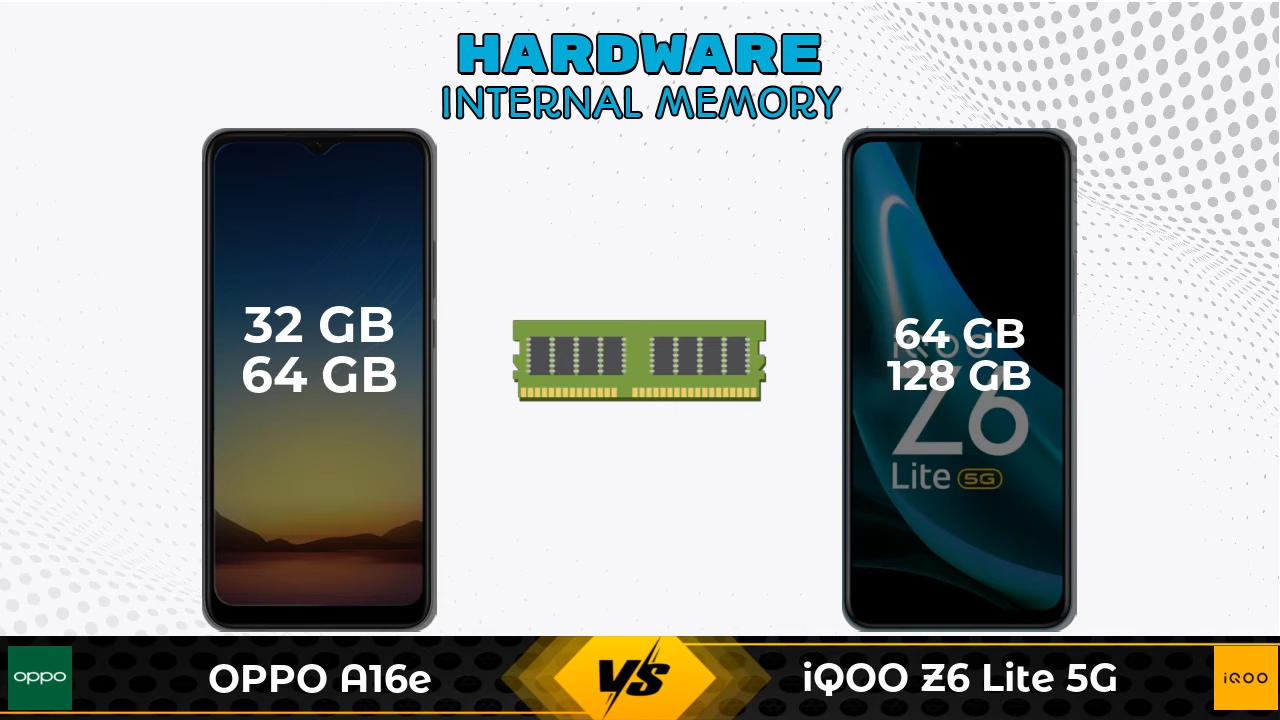 HARDWARE
INTERNAL MEMORY
32 GB
64 GB
64 GB
128 GB
iQOO
Z6
Lite 5G
oppo
OPPO A16e
VS
iQOO Z6 Lite 5G
iQOO